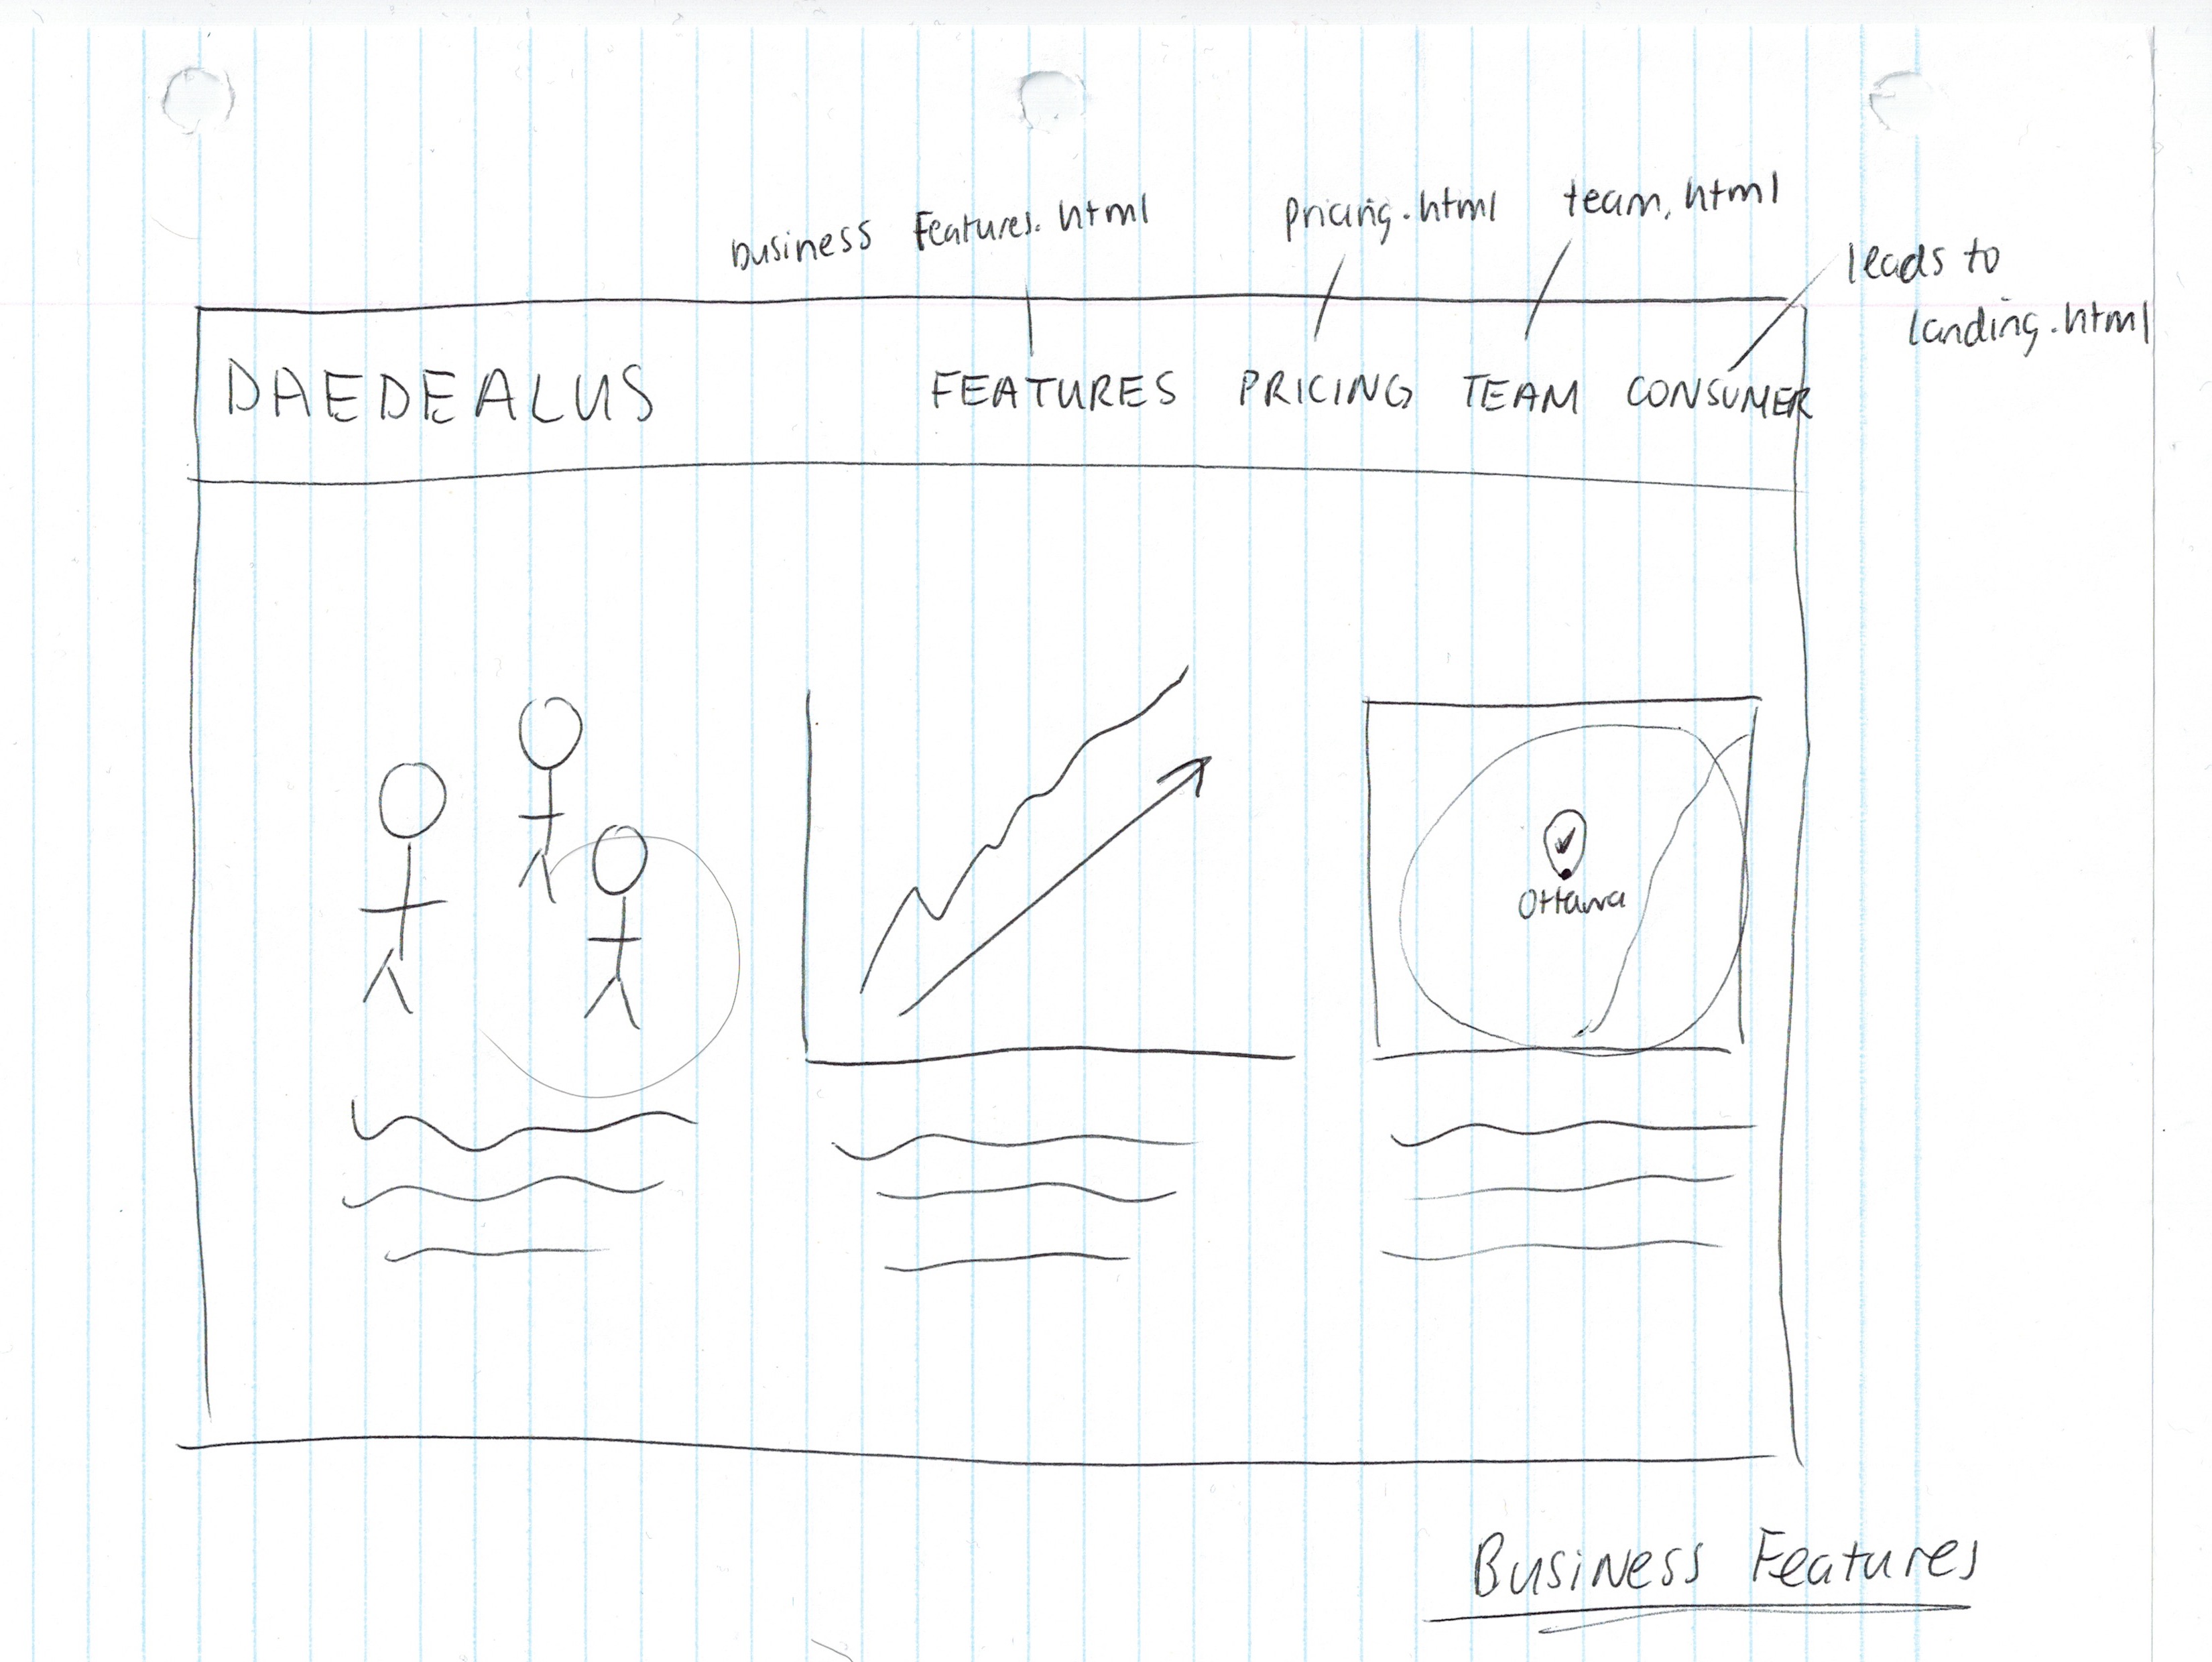 business Features.html
pricing.html
team.html
leads to
landing.html
DAEDEALUS
FEATURES PRICING TEAM CONSUMER
Ottawa
Business Features